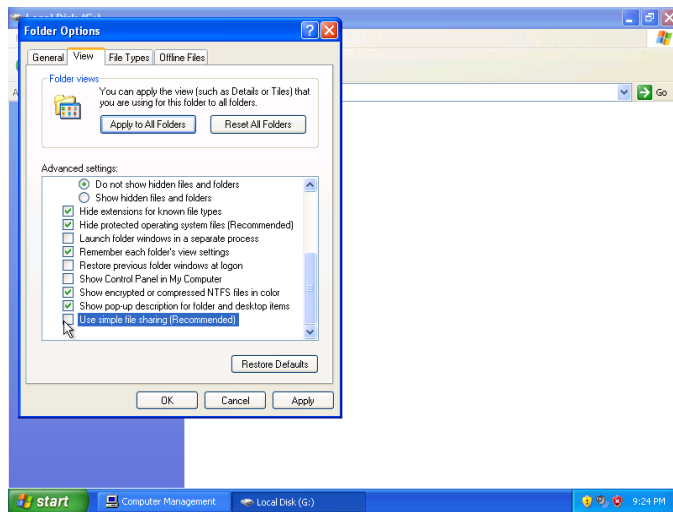 Local Disk (G:)
Folder Options
General View File Types Offline Files
Folder views
You can apply the view (such as Details or Tiles) that
you are using for this folder to all folders.
Apply to All Folders Reset All Folders
Advanced settings:
Do not show hidden files and folders
Show hidden files and folders
Hide extensions for known file types
Hide protected operating system files (Recommended)
Launch folder windows in a separate process
Remember each folder's view settings
Restore previous folder windows at logon
Show Control Panel in My Computer
Show encrypted or compressed NTFS files in color
Show pop-up description for folder and desktop items
Use simple file sharing (Recommended)
Restore Defaults
OK Cancel Apply
Go
start Computer Management Local Disk (G:) 9:24 PM